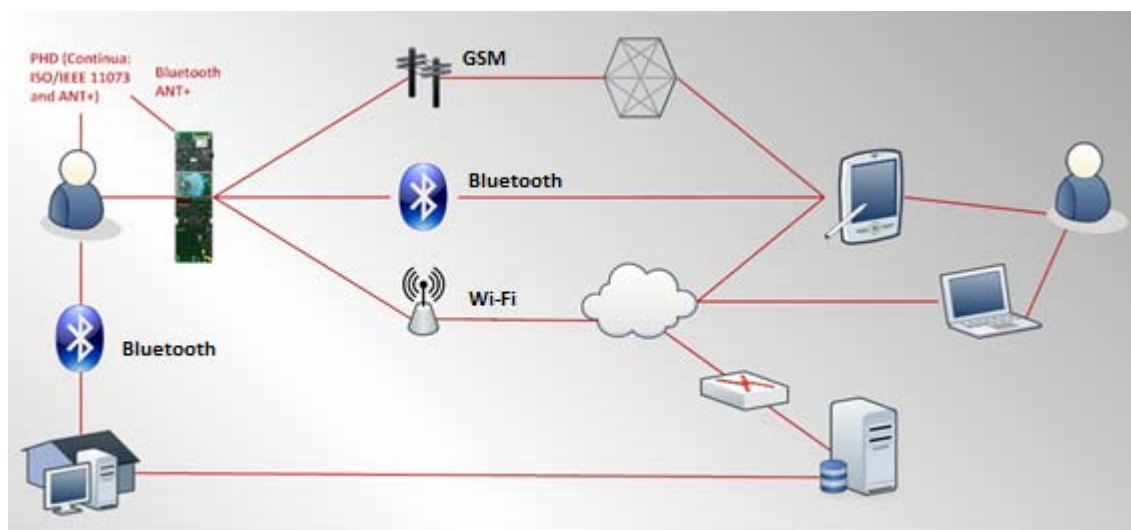 PHD (Continua:
ISO/IEEE 11073
and ANT+)
Bluetooth
ANT+
GSM
Bluetooth
Wi-Fi
Bluetooth